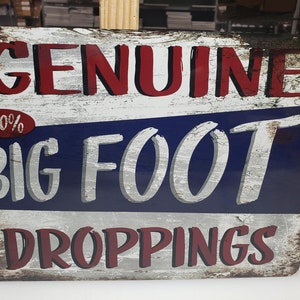 GENUINE
0%
BIG FOOT
DROPPINGS